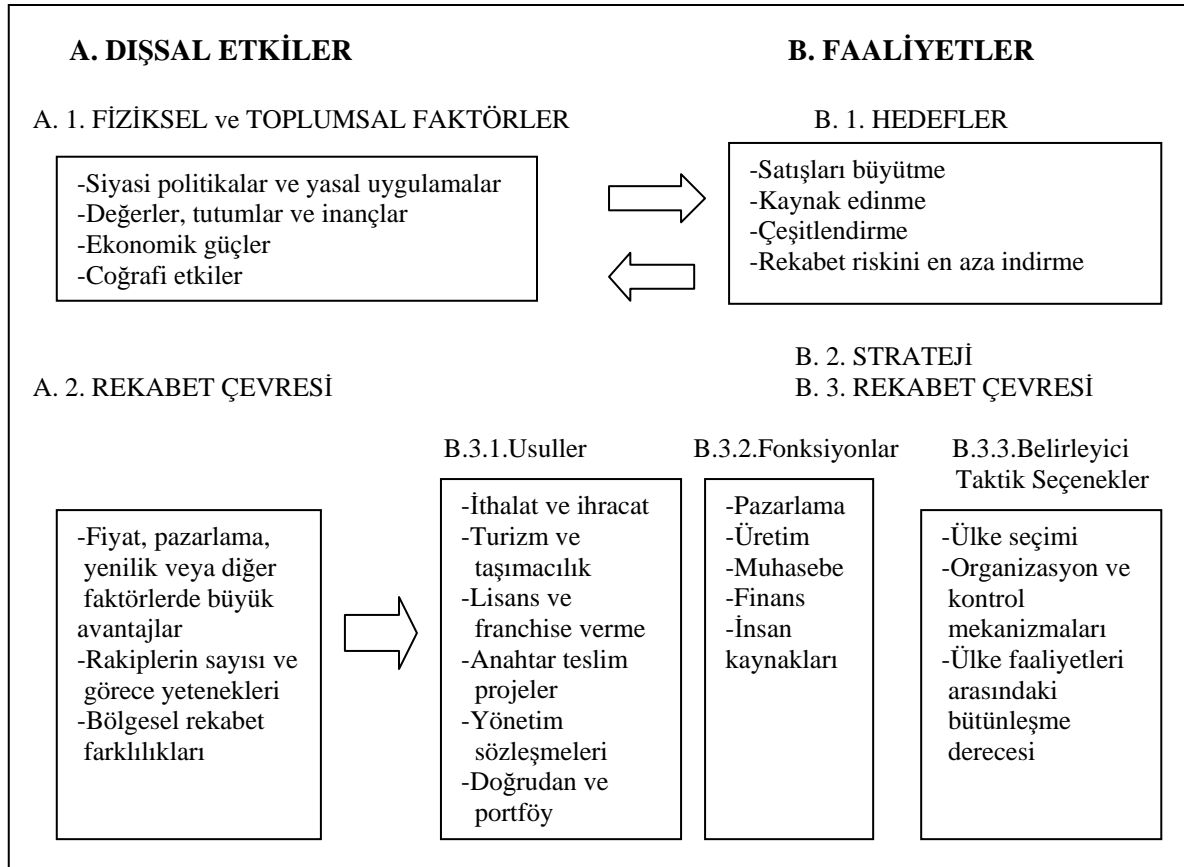 A. DIŞSAL ETKİLER
B. FAALİYETLER
A. 1. FİZİKSEL ve TOPLUMSAL FAKTÖRLER
B. 1. HEDEFLER
-Siyasi politikalar ve yasal uygulamalar
-Değerler, tutumlar ve inançlar
-Ekonomik güçler
-Coğrafi etkiler
-Satışları büyütme
-Kaynak edinme
-Çeşitlendirme
-Rekabet riskini en aza indirme
B. 2. STRATEJİ
A. 2. REKABET ÇEVRESİ
B. 3. REKABET ÇEVRESİ
B.3.1.Usuller
B.3.2.Fonksiyonlar
B.3.3.Belirleyici
Taktik Seçenekler
-Fiyat, pazarlama,
yenilik veya diğer
faktörlerde büyük
avantajlar
-Rakiplerin sayısı ve
görece yetenekleri
-Bölgesel rekabet
farklılıkları
-İthalat ve ihracat
-Turizm ve
taşımacılık
-Lisans ve
franchise verme
-Anahtar teslim
projeler
-Yönetim
sözleşmeleri
-Doğrudan ve
portföy
-Pazarlama
-Üretim
-Muhasebe
-Finans
-İnsan
kaynakları
-Ülke seçimi
-Organizasyon ve
kontrol
mekanizmaları
-Ülke faaliyetleri
arasındaki
bütünleşme
derecesi